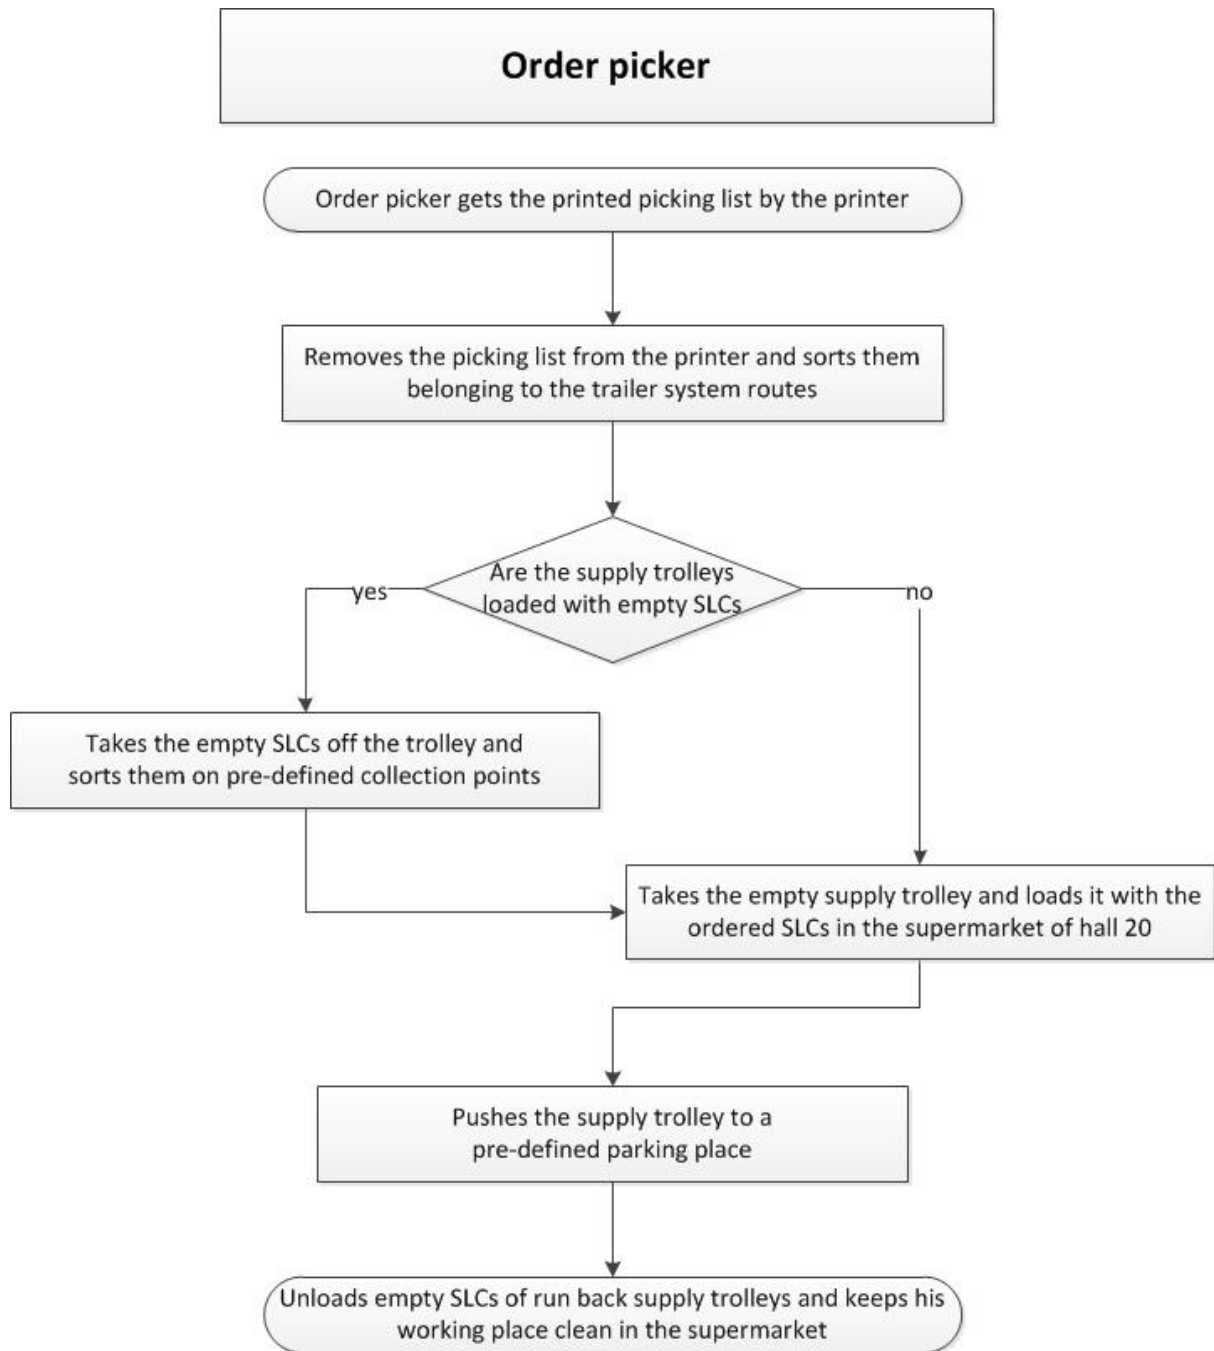 Order picker
Order picker gets the printed picking list by the printer
Removes the picking list from the printer and sorts them
belonging to the trailer system routes
Are the supply trolleys
loaded with empty SLCs
yes
no
Takes the empty SLCs off the trolley and
sorts them on pre-defined collection points
Takes the empty supply trolley and loads it with the
ordered SLCs in the supermarket of hall 20
Pushes the supply trolley to a
pre-defined parking place
Unloads empty SLCs of run back supply trolleys and keeps his
working place clean in the supermarket